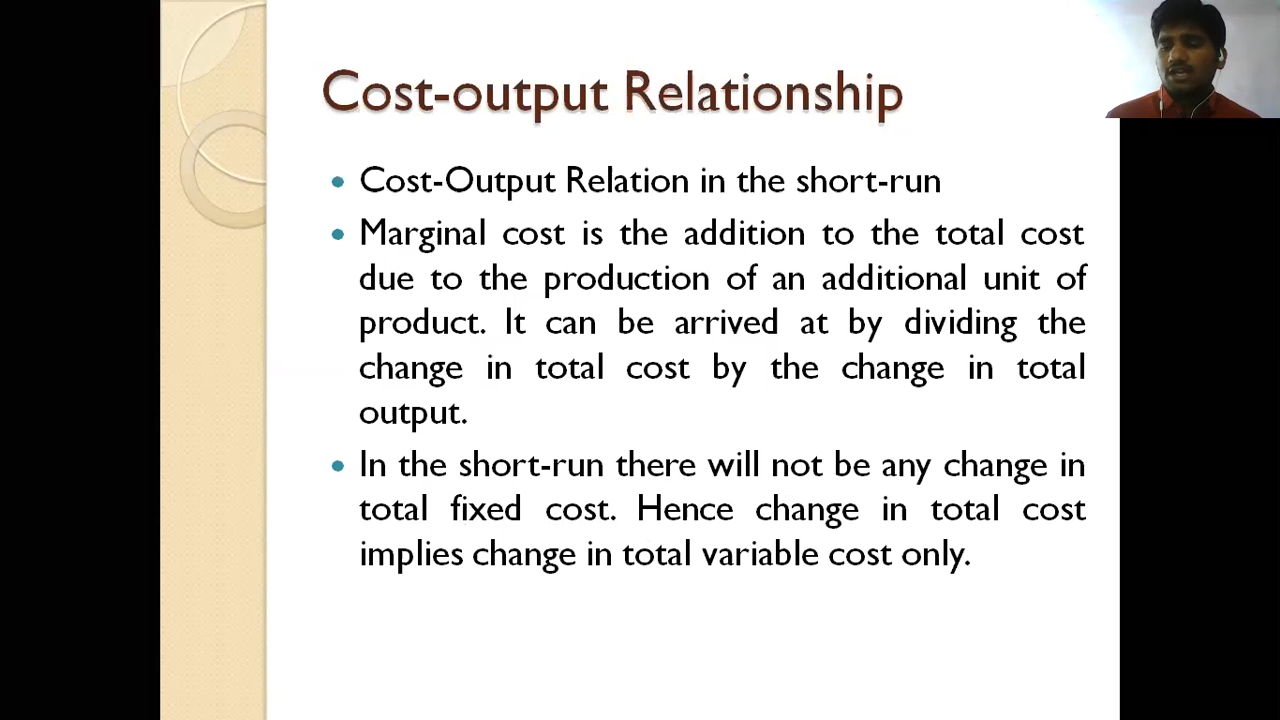 Cost-output Relationship
• Cost-Output Relation in the short-run
• Marginal cost is the addition to the total cost
due to the production of an additional unit of
product. It can be arrived at by dividing the
change in total cost by the change in total
output.
• In the short-run there will not be any change in
total fixed cost. Hence change in total cost
implies change in total variable cost only.